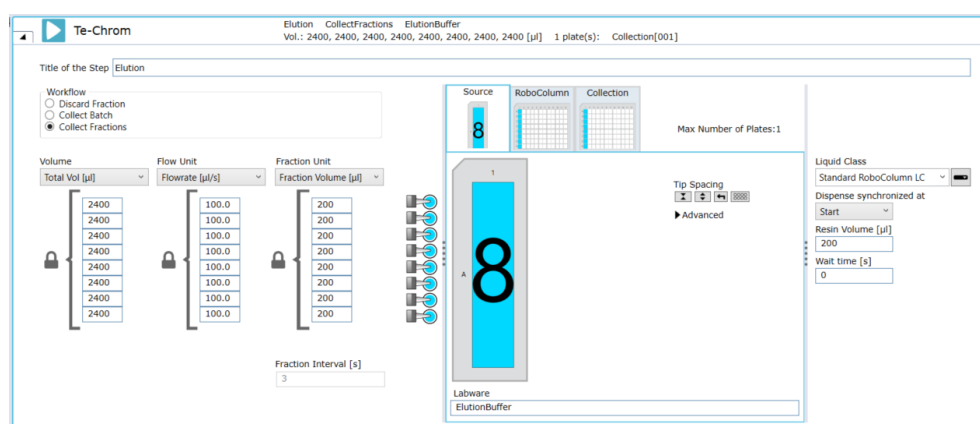 Te-Chrom
Elution CollectFractions ElutionBuffer
Vol.: 2400, 2400, 2400, 2400, 2400, 2400, 2400, 2400 [µl] 1 plate(s): Collection[001]
Title of the Step Elution
Workflow
Discard Fraction
Collect Batch
Collect Fractions
Volume Flow Unit Fraction Unit
Total Vol [µl] Flowrate [µl/s] Fraction Volume [µl]
2400 100.0 200
2400 100.0 200
2400 100.0 200
2400 100.0 200
2400 100.0 200
2400 100.0 200
2400 100.0 200
2400 100.0 200
Fraction Interval [s]
3
Source RoboColumn Collection
8
Max Number of Plates:1
1
A
8
Tip Spacing
Advanced
Labware
ElutionBuffer
Liquid Class
Standard RoboColumn LC
Dispense synchronized at
Start
Resin Volume [µl]
200
Wait time [s]
0